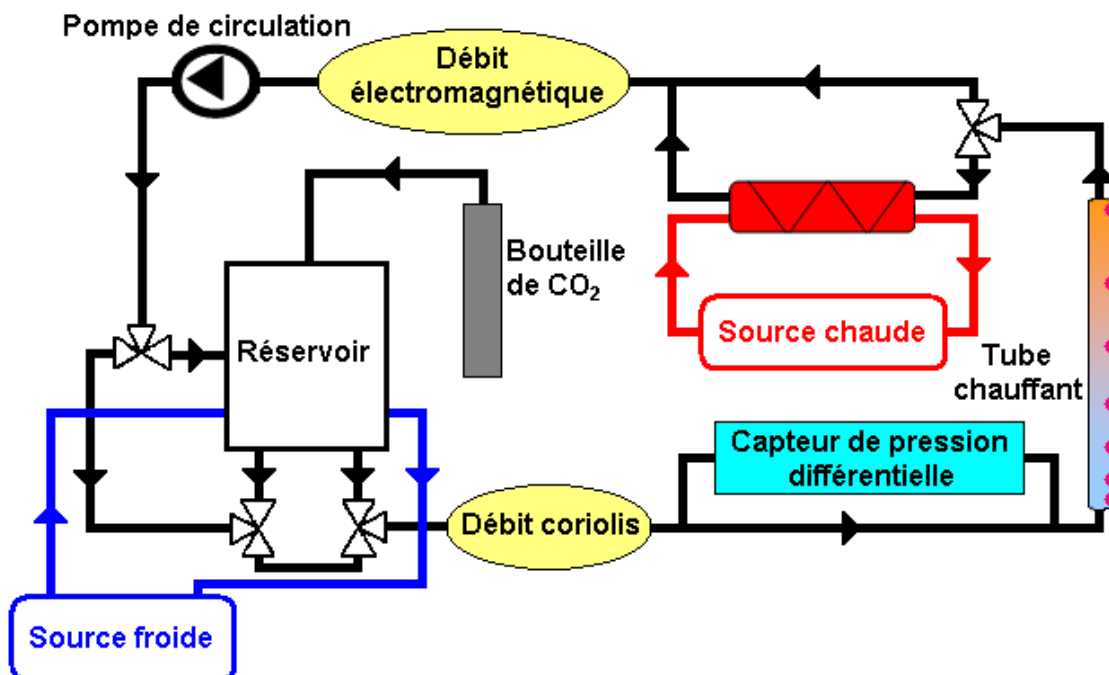 Pompe de circulation
Débit
électromagnétique
Bouteille
de CO₂
Réservoir
Source chaude
Tube
chauffant
Capteur de pression
différentielle
Débit coriolis
Source froide